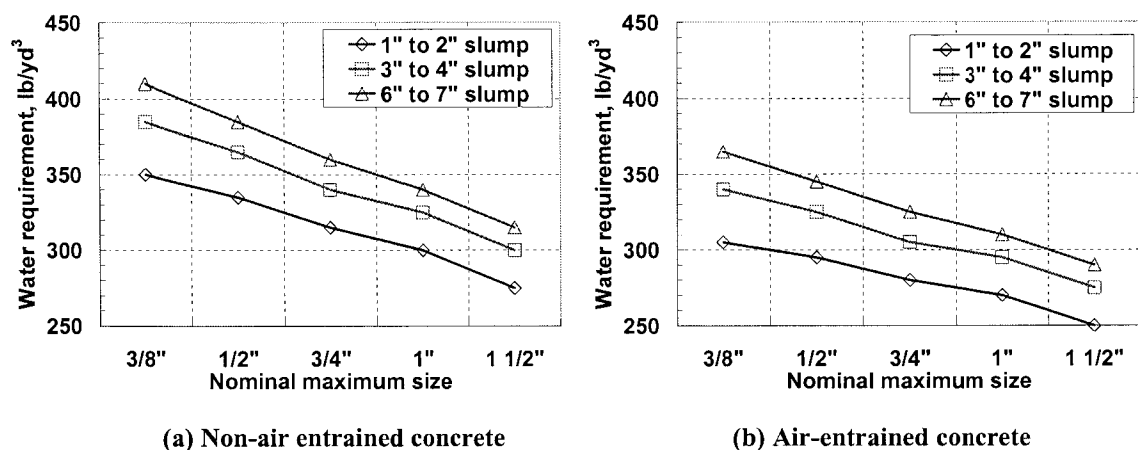 450
400
350
300
250
Water requirement, lb/yd³
1" to 2" slump
3" to 4" slump
6" to 7" slump
3/8" 1/2" 3/4" 1" 1 1/2"
Nominal maximum size
(a) Non-air entrained concrete
450
400
350
300
250
Water requirement, lb/yd³
1" to 2" slump
3" to 4" slump
6" to 7" slump
3/8" 1/2" 3/4" 1" 1 1/2"
Nominal maximum size
(b) Air-entrained concrete